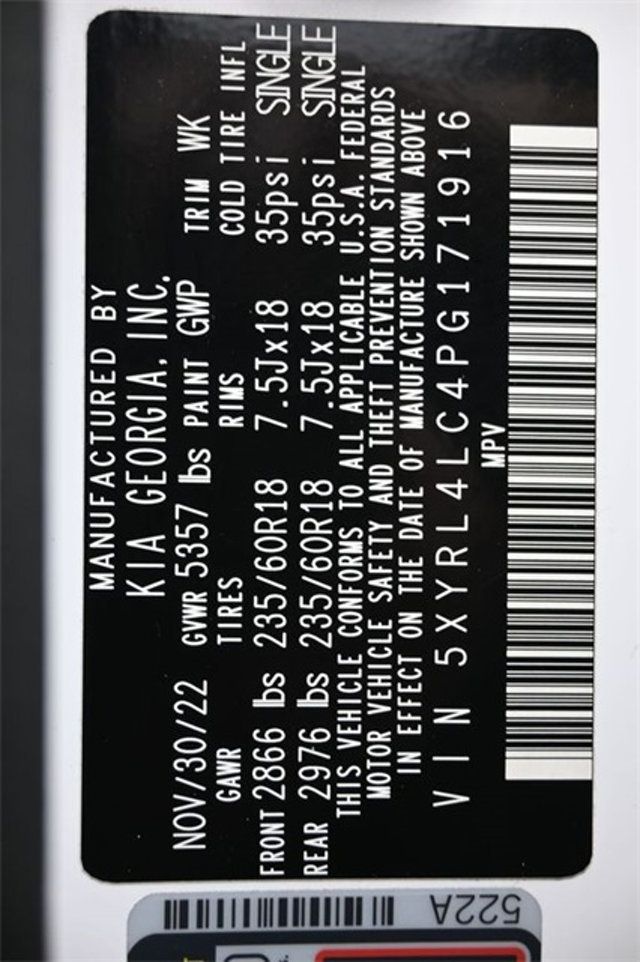 MANUFACTURED BY
KIA GEORGIA, INC.
NOV/30/22 GVWR 5357 lbs PAINT GWP TRIM WK
GAWR TIRES RIMS COLD TIRE INFL
FRONT 2866 lbs 235/60R18 7.5Jx18 35psi SINGLE
REAR 2976 lbs 235/60R18 7.5Jx18 35psi SINGLE
THIS VEHICLE CONFORMS TO ALL APPLICABLE U.S.A. FEDERAL
MOTOR VEHICLE SAFETY AND THEFT PREVENTION STANDARDS
IN EFFECT ON THE DATE OF MANUFACTURE SHOWN ABOVE
VIN 5XYRL4LC4PG171916
MPV
522A